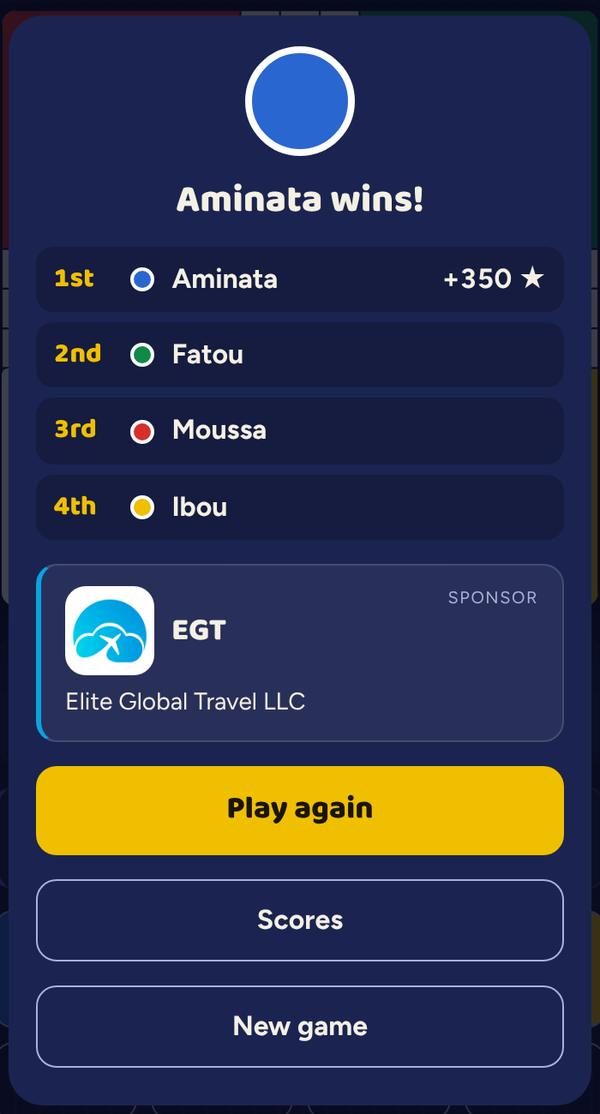 Aminata wins!
1st Aminata +350 ★
2nd Fatou
3rd Moussa
4th Ibou
SPONSOR
EGT
Elite Global Travel LLC
Play again
Scores
New game